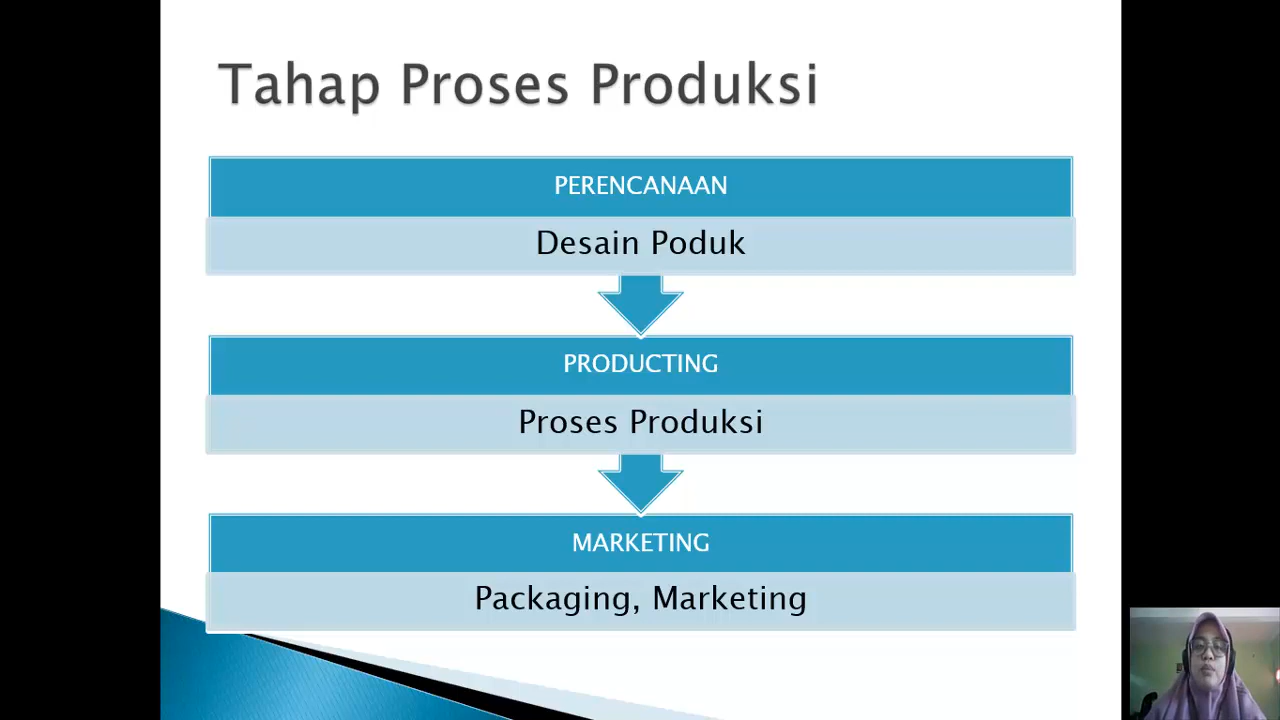 Tahap Proses Produksi
PERENCANAAN
Desain Poduk
PRODUCTING
Proses Produksi
MARKETING
Packaging, Marketing